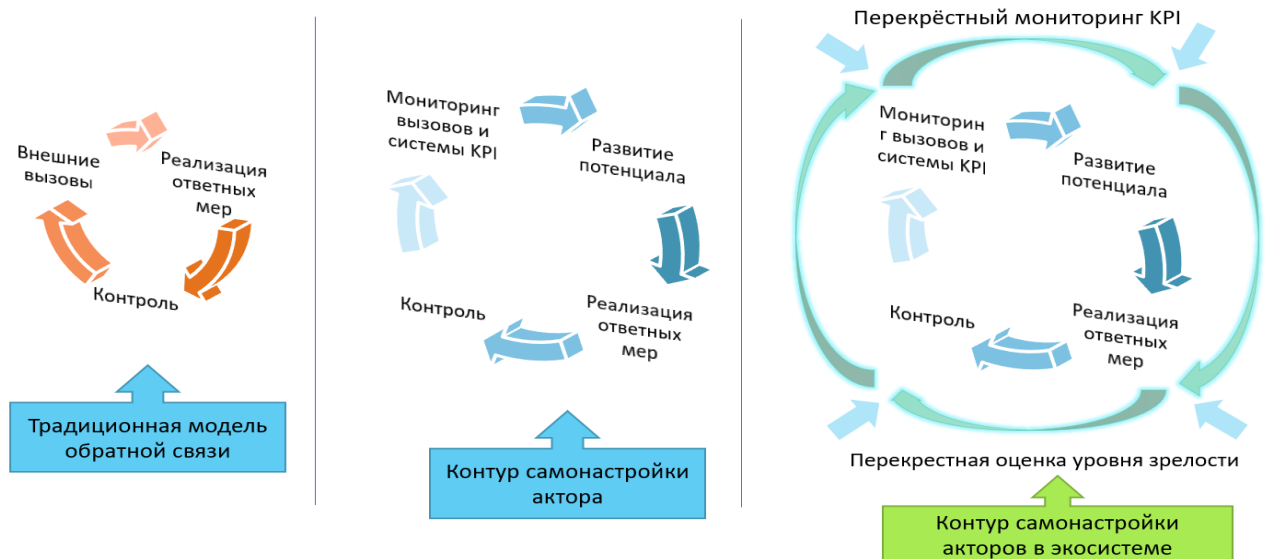 Внешние
вызовы
Реализация
ответных
мер
Контроль
Традиционная модель
обратной связи
Мониторинг
вызовов и
системы KPI
Развитие
потенциала
Реализация
ответных
мер
Контроль
Контур самонастройки
актора
Перекрёстный мониторинг KPI
Мониторин
г вызовов и
системы KPI
Развитие
потенциала
Реализация
ответных
мер
Контроль
Перекрестная оценка уровня зрелости
Контур самонастройки
акторов в экосистеме